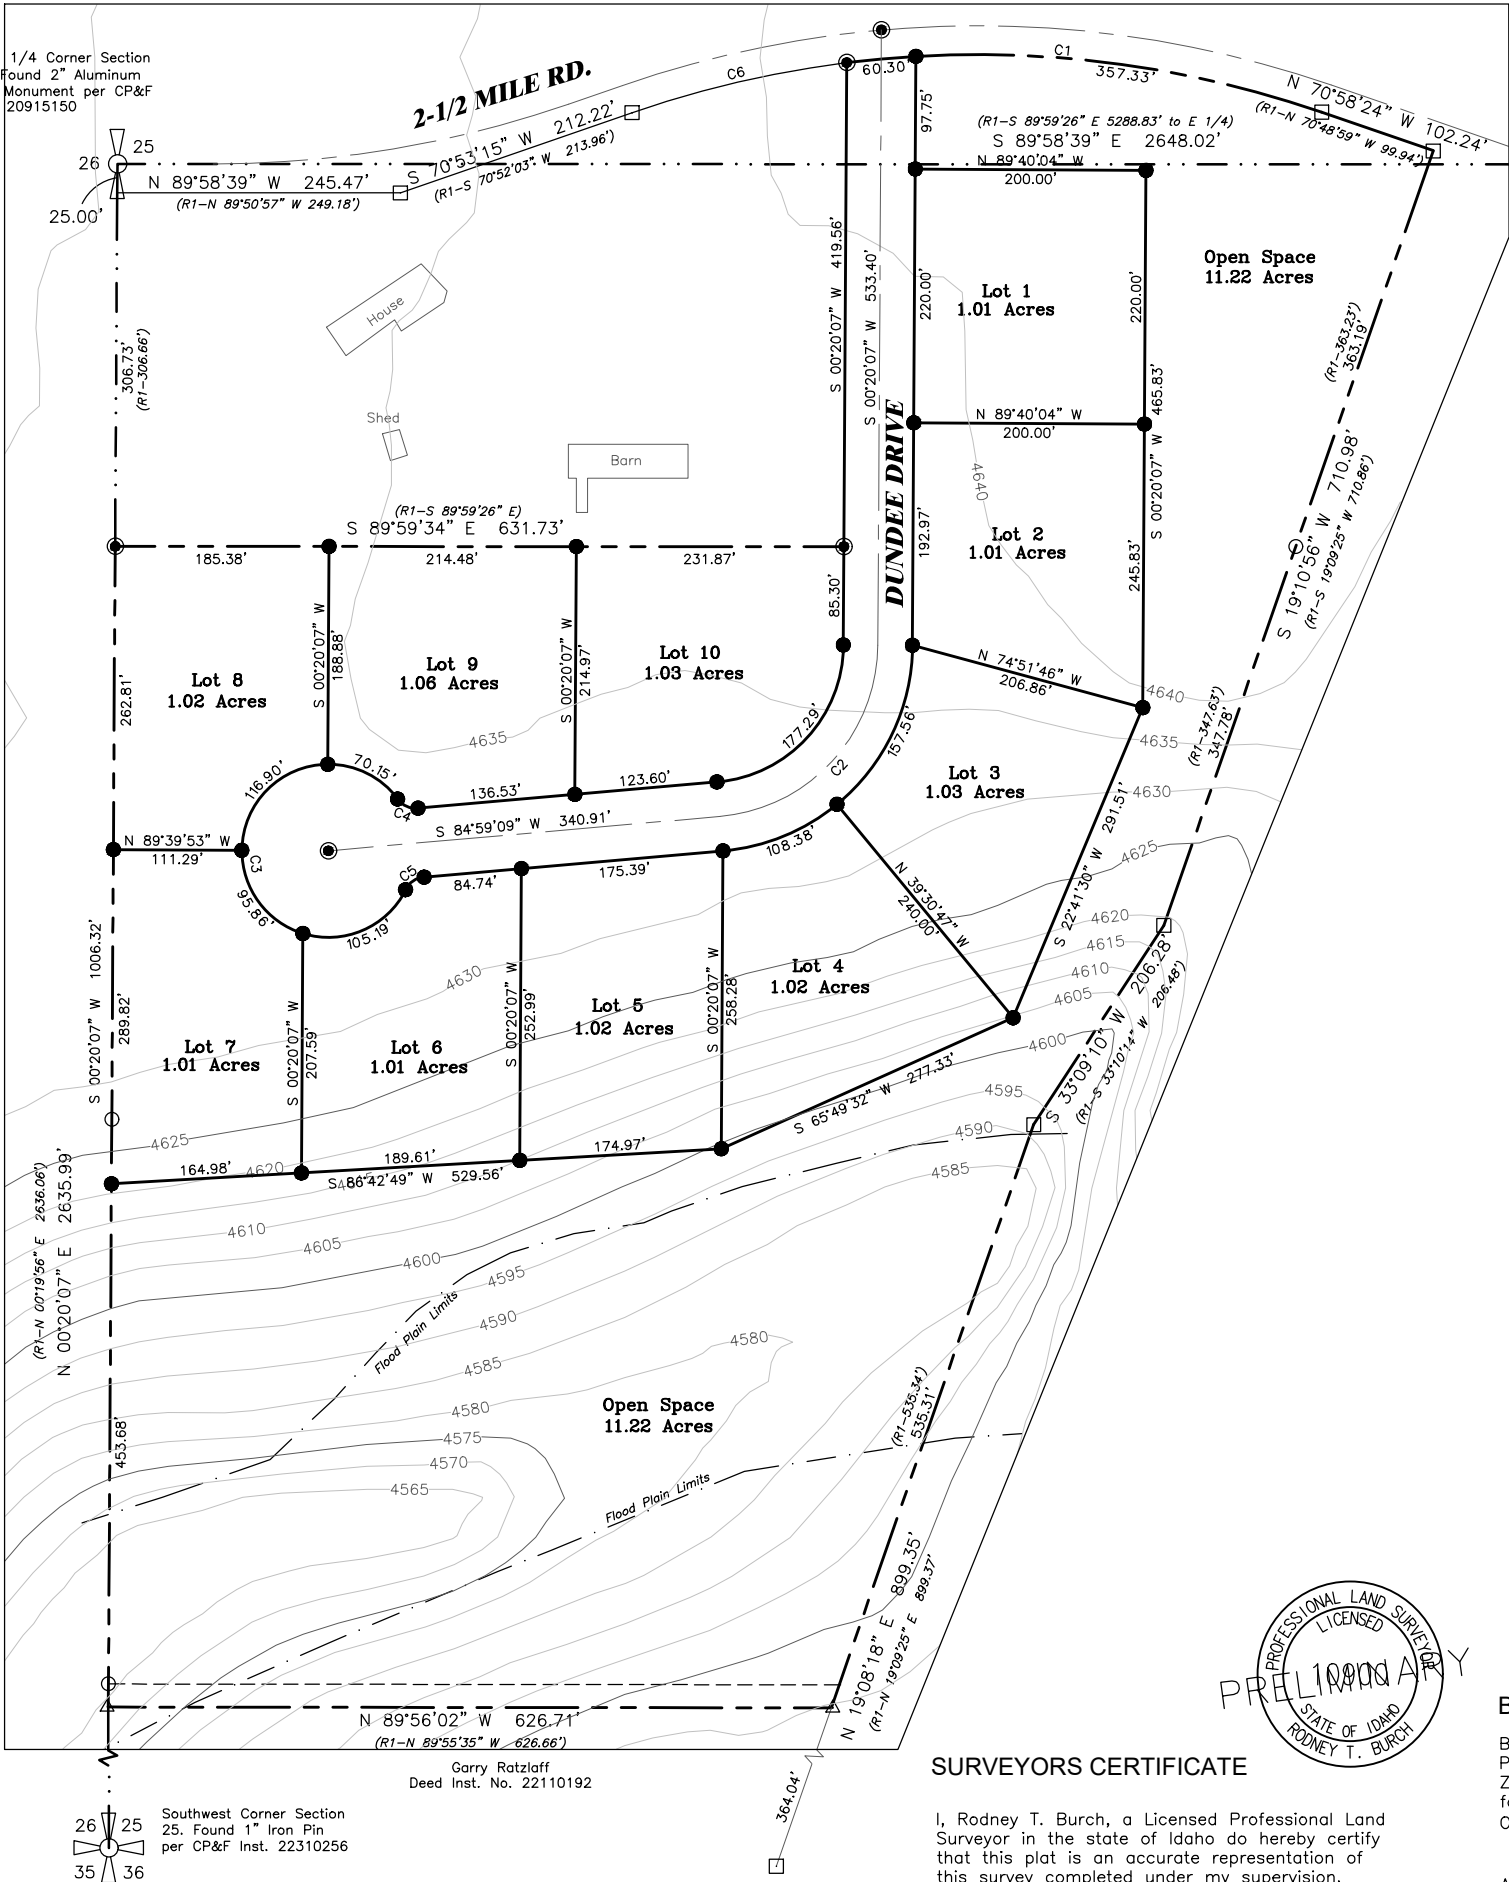 1/4 Corner Section
Found 2" Aluminum
Monument per CP&F
20915150
2-1/2 MILE RD.
C6
60.30'
C1
357.33'
N 70°58'24" W 102.24'
(R1-N 70°48'59" W 99.94')
25
26
25.00'
N 89°58'39" W 245.47'
(R1-N 89°50'57" W 249.18')
S 70°53'15" W 212.22'
(R1-S 70°52'03" W 213.96')
97.75'
(R1-S 89°59'26" E 5288.83' to E 1/4)
S 89°58'39" E 2648.02'
N 89°40'04" W
200.00'
306.73'
(R1-306.66')
House
Shed
Barn
S 00°20'07" W 419.56'
S 00°20'07" W 533.40'
DUNDEE DRIVE
220.00'
Lot 1
1.01 Acres
220.00'
Open Space
11.22 Acres
(R1-363.23')
363.19'
N 89°40'04" W
200.00'
S 00°20'07" W 465.83'
4640
192.97'
Lot 2
1.01 Acres
245.83'
S 19°10'56" W 710.98'
(R1-S 19°09'25" W 710.86')
(R1-S 89°59'26" E)
S 89°59'34" E 631.73'
185.38'
214.48'
231.87'
85.30'
262.81'
Lot 8
1.02 Acres
S 00°20'07" W
188.88'
Lot 9
1.06 Acres
S 00°20'07" W
214.97'
Lot 10
1.03 Acres
N 74°51'46" W
206.86'
4640
4635
4635
4630
(R1-347.63')
347.78'
177.29'
157.56'
C2
116.90'
70.15'
C4
136.53'
123.60'
S 84°59'09" W 340.91'
Lot 3
1.03 Acres
S 22°41'30" W 291.51'
N 89°39'53" W
111.29'
C3
C5
95.86'
105.19'
84.74'
175.39'
108.38'
N 39°30'47" W
240.00'
4625
4620
4615
4610
4605
4600
4630
S 00°20'07" W 1006.32'
289.82'
Lot 7
1.01 Acres
S 00°20'07" W
207.59'
Lot 6
1.01 Acres
S 00°20'07" W
252.99'
Lot 5
1.02 Acres
S 00°20'07" W
258.28'
Lot 4
1.02 Acres
S 65°49'32" W 277.33'
S 33°09'10" W 206.28'
(R1-S 33°10'14" W 206.48')
4595
4590
4585
4625
4620
164.98'
189.61'
174.97'
S 86°42'49" W 529.56'
(R1-N 00°19'56" E 2636.06')
N 00°20'07" E 2635.99'
4610
4605
4600
4595
4590
4585
4580
4575
4570
4565
4580
Flood Plain Limits
453.68'
Open Space
11.22 Acres
(R1-535.34')
535.31'
Flood Plain Limits
N 19°08'18" E 899.35'
(R1-N 19°09'25" E 899.37')
N 89°56'02" W 626.71'
(R1-N 89°55'35" W 626.66')
Garry Ratzlaff
Deed Inst. No. 22110192
364.04'
26 25
35 36
Southwest Corner Section
25. Found 1" Iron Pin
per CP&F Inst. 22310256
PROFESSIONAL LAND SURVEYOR
LICENSED
PRELIMINARY
STATE OF IDAHO
RODNEY T. BURCH
SURVEYORS CERTIFICATE
I, Rodney T. Burch, a Licensed Professional Land
Surveyor in the state of Idaho do hereby certify
that this plat is an accurate representation of
this survey completed under my supervision.